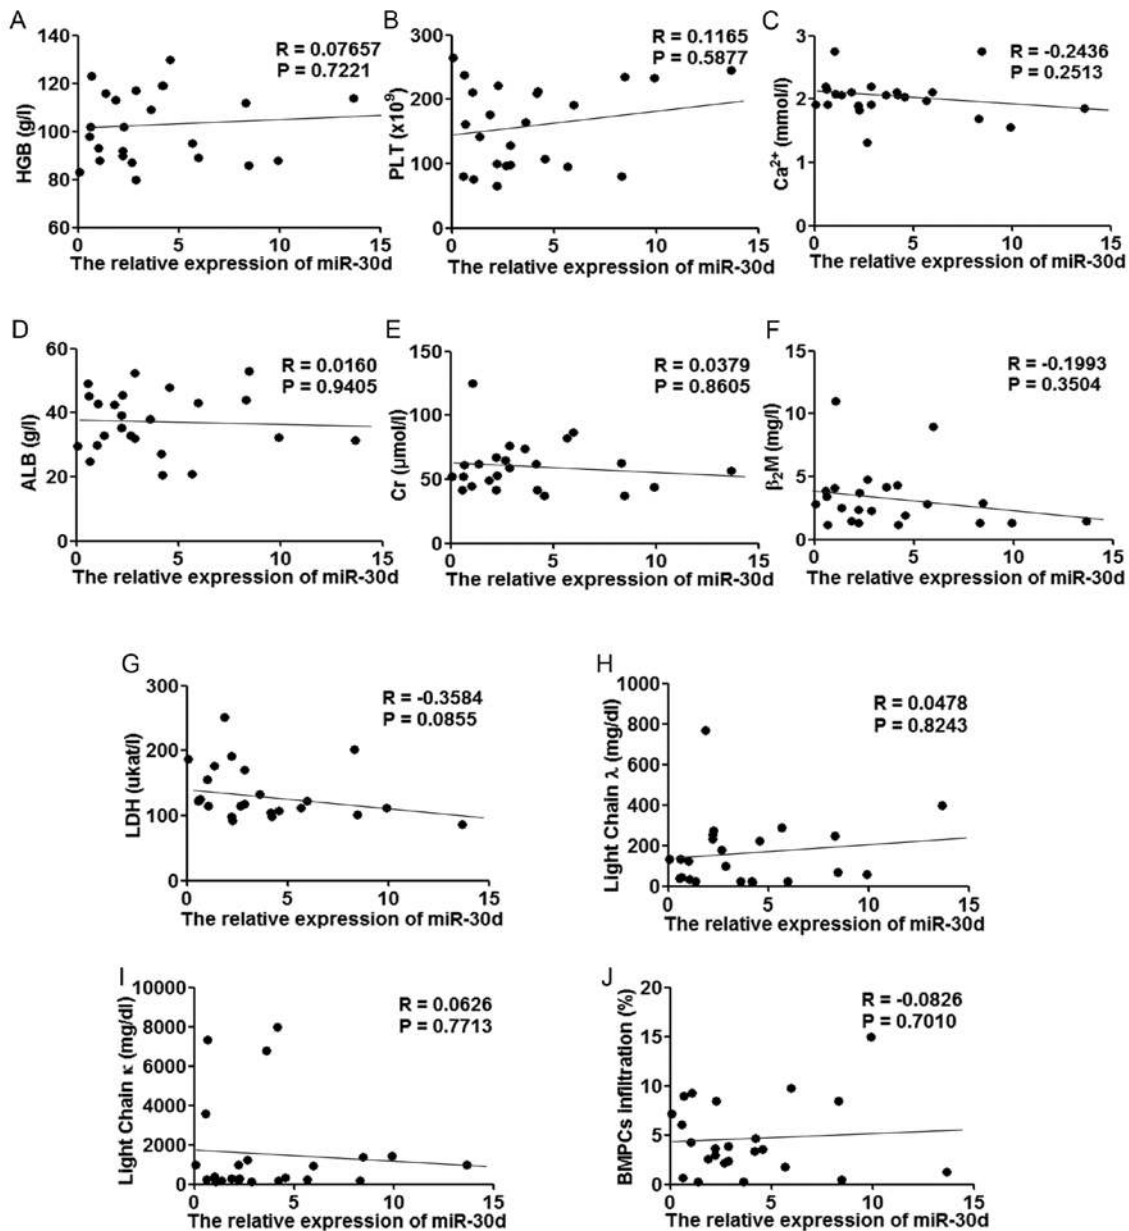 A
HGB (g/l)
140
120
100
80
60
R = 0.07657
P = 0.7221
0 5 10 15
The relative expression of miR-30d
B
PLT (x10⁹)
300
200
100
0
R = 0.1165
P = 0.5877
0 5 10 15
The relative expression of miR-30d
C
Ca²⁺ (mmol/l)
3
2
1
0
R = -0.2436
P = 0.2513
0 5 10 15
The relative expression of miR-30d
D
ALB (g/l)
60
40
20
0
R = 0.0160
P = 0.9405
0 5 10 15
The relative expression of miR-30d
E
Cr (μmol/l)
150
100
50
0
R = 0.0379
P = 0.8605
0 5 10 15
The relative expression of miR-30d
F
β₂M (mg/l)
15
10
5
0
R = -0.1993
P = 0.3504
0 5 10 15
The relative expression of miR-30d
G
LDH (ukat/l)
300
200
100
0
R = -0.3584
P = 0.0855
0 5 10 15
The relative expression of miR-30d
H
Light Chain λ (mg/dl)
1000
800
600
400
200
0
R = 0.0478
P = 0.8243
0 5 10 15
The relative expression of miR-30d
I
Light Chain κ (mg/dl)
10000
8000
6000
4000
2000
0
R = 0.0626
P = 0.7713
0 5 10 15
The relative expression of miR-30d
J
BMPCs Infiltration (%)
20
15
10
5
0
R = -0.0826
P = 0.7010
0 5 10 15
The relative expression of miR-30d